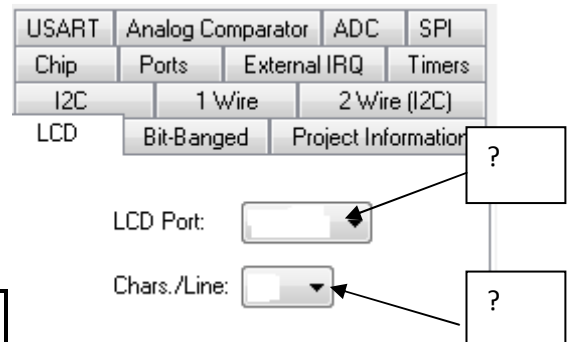 USART Analog Comparator ADC SPI
Chip Ports External IRQ Timers
I2C 1 Wire 2 Wire (I2C)
LCD Bit-Banged Project Information
?
LCD Port:
Chars./Line:
?